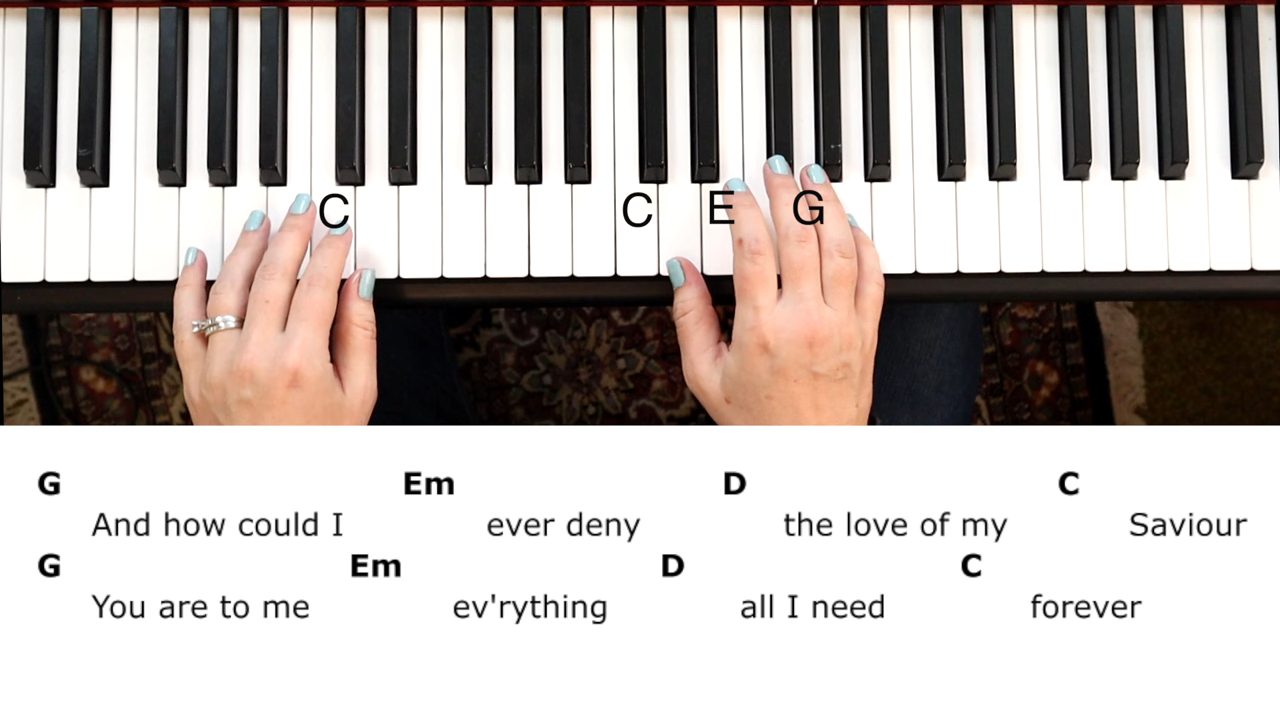 C C E G
G Em D C
And how could I ever deny the love of my Saviour
G Em D C
You are to me ev'rything all I need forever